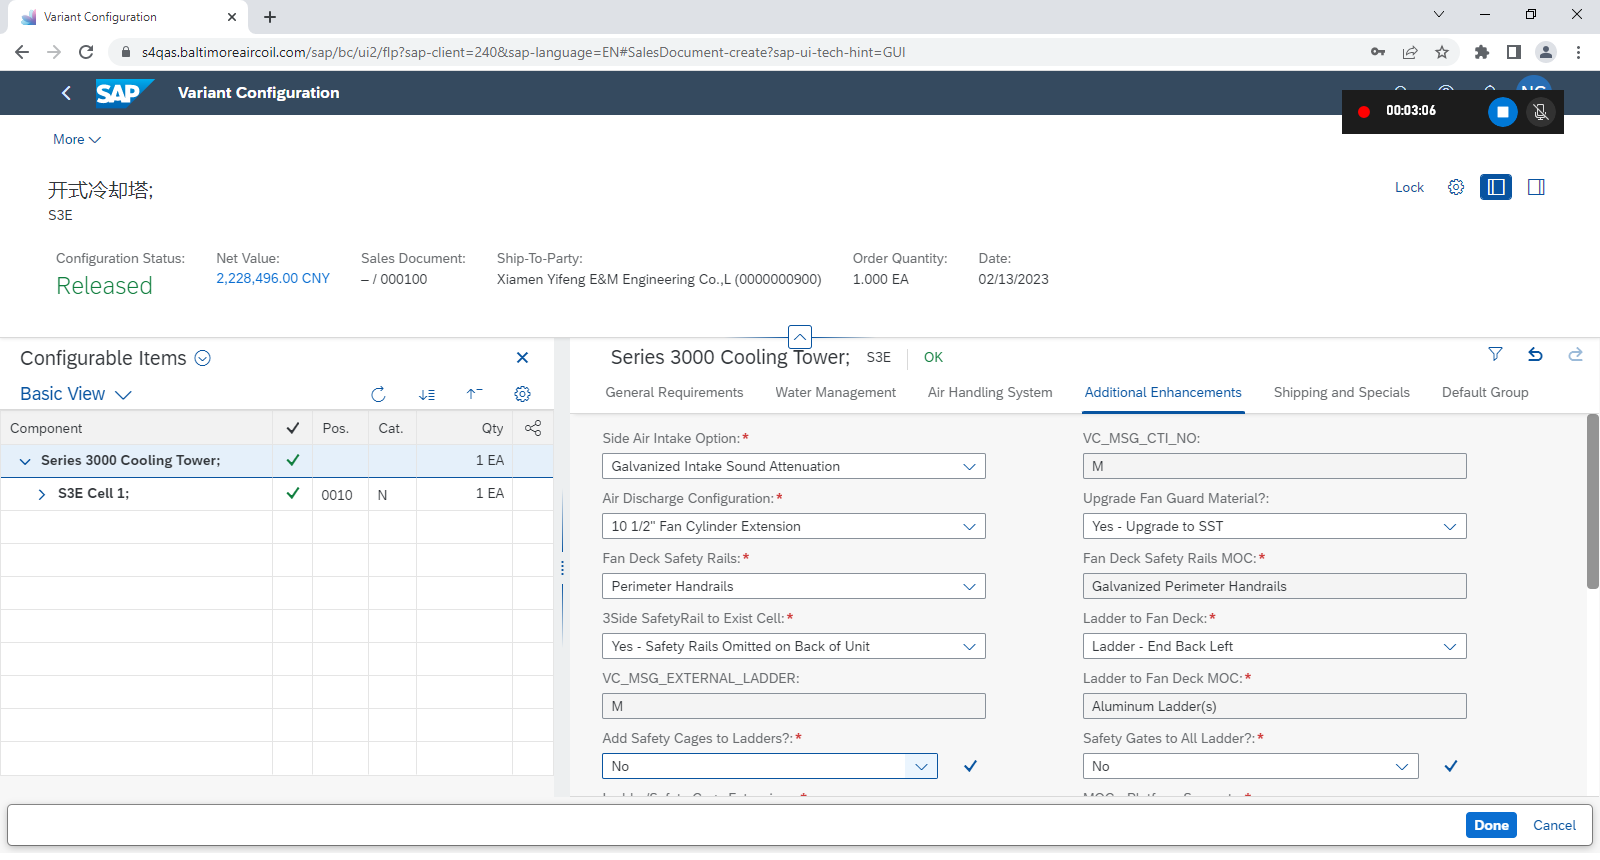 Variant Configuration
s4qas.baltimoreaircoil.com/sap/bc/ui2/flp?sap-client=240&sap-language=EN#SalesDocument-create?sap-ui-tech-hint=GUI
SAP
Variant Configuration
00:03:06
More
开式冷却塔;
S3E
Lock
Configuration Status:
Released
Net Value:
2,228,496.00 CNY
Sales Document:
– / 000100
Ship-To-Party:
Xiamen Yifeng E&M Engineering Co.,L (0000000900)
Order Quantity:
1.000 EA
Date:
02/13/2023
Configurable Items
Basic View
Component Pos. Cat. Qty
Series 3000 Cooling Tower; 1 EA
S3E Cell 1; 0010 N 1 EA
Series 3000 Cooling Tower; S3E OK
General Requirements Water Management Air Handling System Additional Enhancements Shipping and Specials Default Group
Side Air Intake Option:*
Galvanized Intake Sound Attenuation
VC_MSG_CTI_NO:
M
Air Discharge Configuration:*
10 1/2" Fan Cylinder Extension
Upgrade Fan Guard Material?:
Yes - Upgrade to SST
Fan Deck Safety Rails:*
Perimeter Handrails
Fan Deck Safety Rails MOC:*
Galvanized Perimeter Handrails
3Side SafetyRail to Exist Cell:*
Yes - Safety Rails Omitted on Back of Unit
Ladder to Fan Deck:*
Ladder - End Back Left
VC_MSG_EXTERNAL_LADDER:
M
Ladder to Fan Deck MOC:*
Aluminum Ladder(s)
Add Safety Cages to Ladders?:*
No
Safety Gates to All Ladder?:*
No
Done Cancel